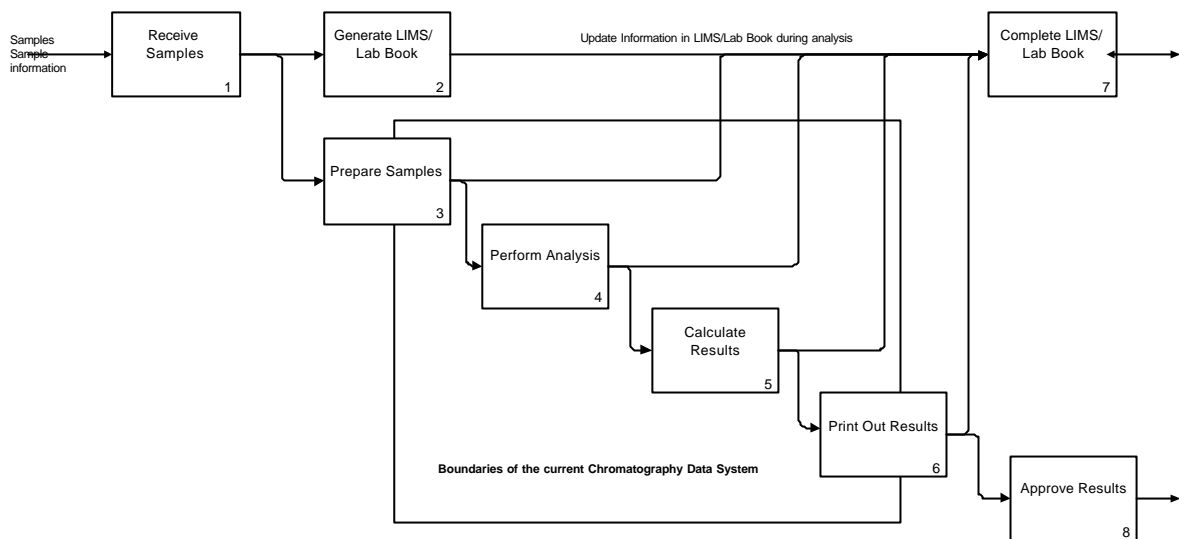 Samples
Sample
information
Receive
Samples
1
Generate LIMS/
Lab Book
2
Update Information in LIMS/Lab Book during analysis
Complete LIMS/
Lab Book
7
Prepare Samples
3
Perform Analysis
4
Calculate
Results
5
Print Out Results
6
Boundaries of the current Chromatography Data System
Approve Results
8